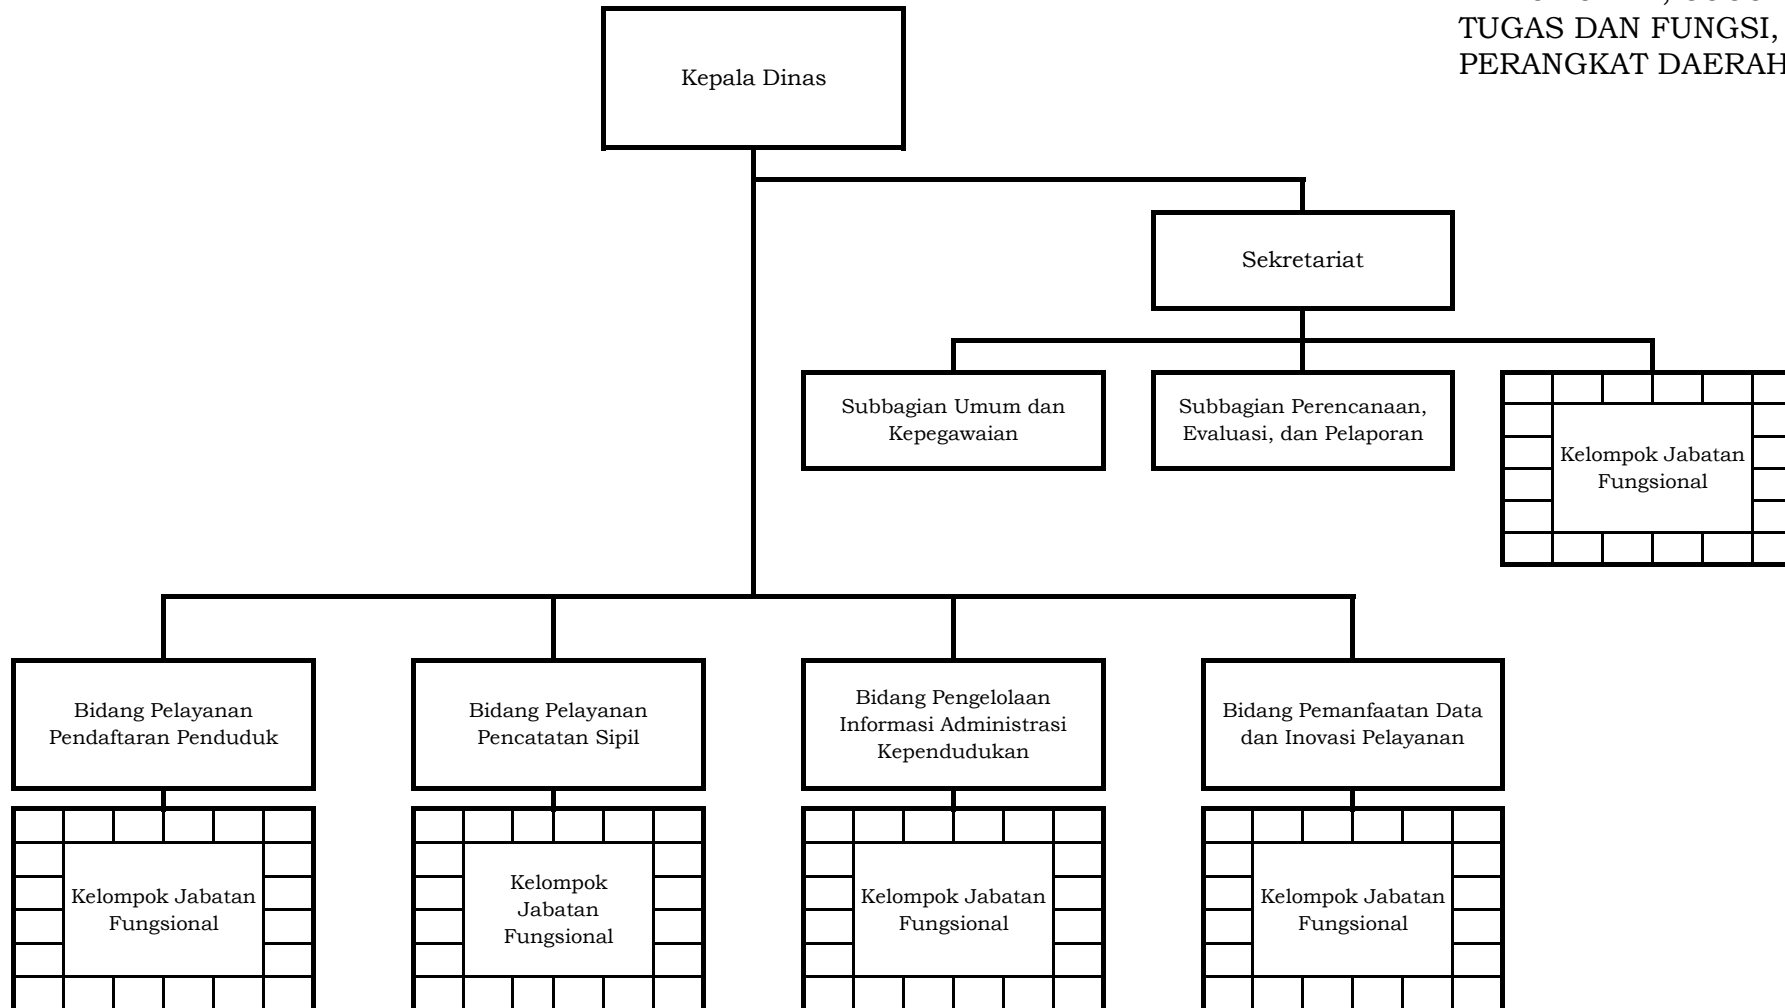 TUGAS DAN FUNGSI,
PERANGKAT DAERAH
Kepala Dinas
Sekretariat
Subbagian Umum dan
Kepegawaian
Subbagian Perencanaan,
Evaluasi, dan Pelaporan
Kelompok Jabatan
Fungsional
Bidang Pelayanan
Pendaftaran Penduduk
Bidang Pelayanan
Pencatatan Sipil
Bidang Pengelolaan
Informasi Administrasi
Kependudukan
Bidang Pemanfaatan Data
dan Inovasi Pelayanan
Kelompok Jabatan
Fungsional
Kelompok
Jabatan
Fungsional
Kelompok Jabatan
Fungsional
Kelompok Jabatan
Fungsional